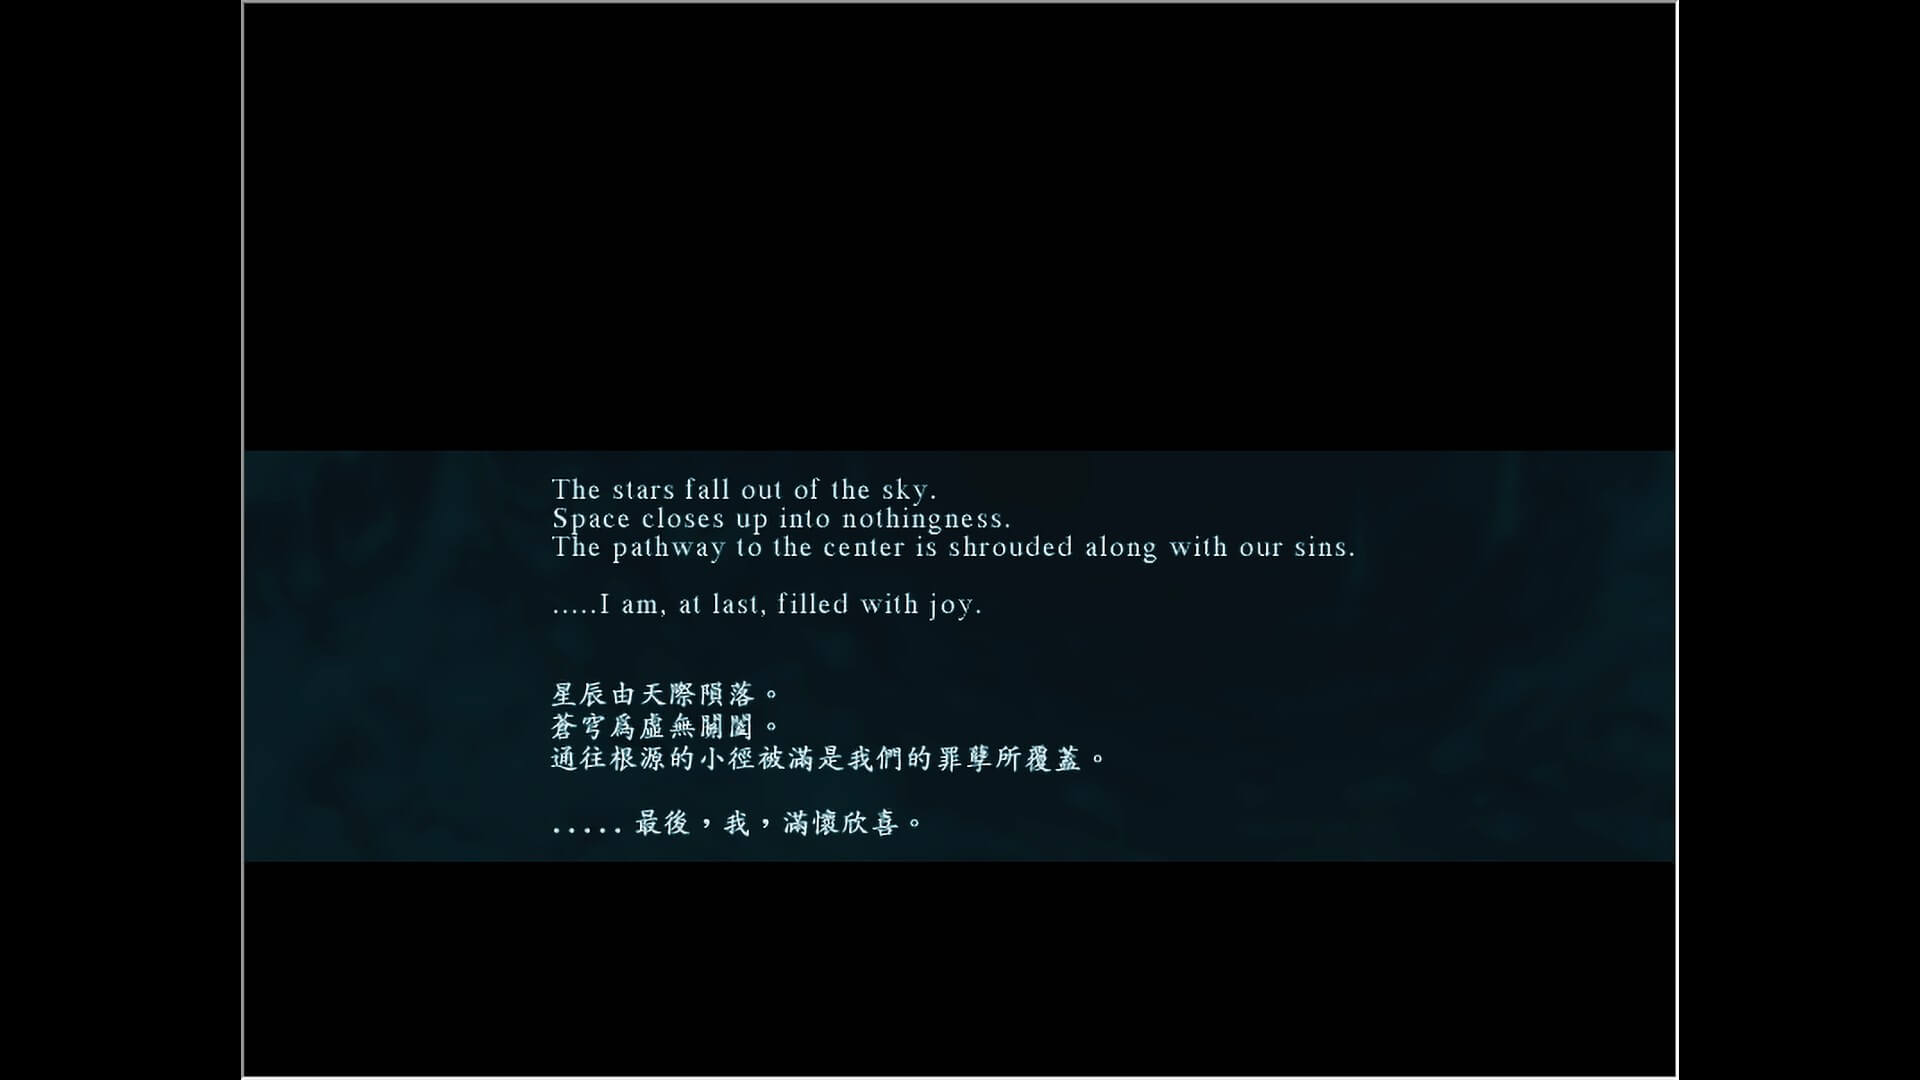 The stars fall out of the sky.
Space closes up into nothingness.
The pathway to the center is shrouded along with our sins.
.....I am, at last, filled with joy.
星辰由天際隕落。
蒼穹為虛無關闔。
通往根源的小徑被滿是我們的罪孽所覆蓋。
..... 最後，我，滿懷欣喜。